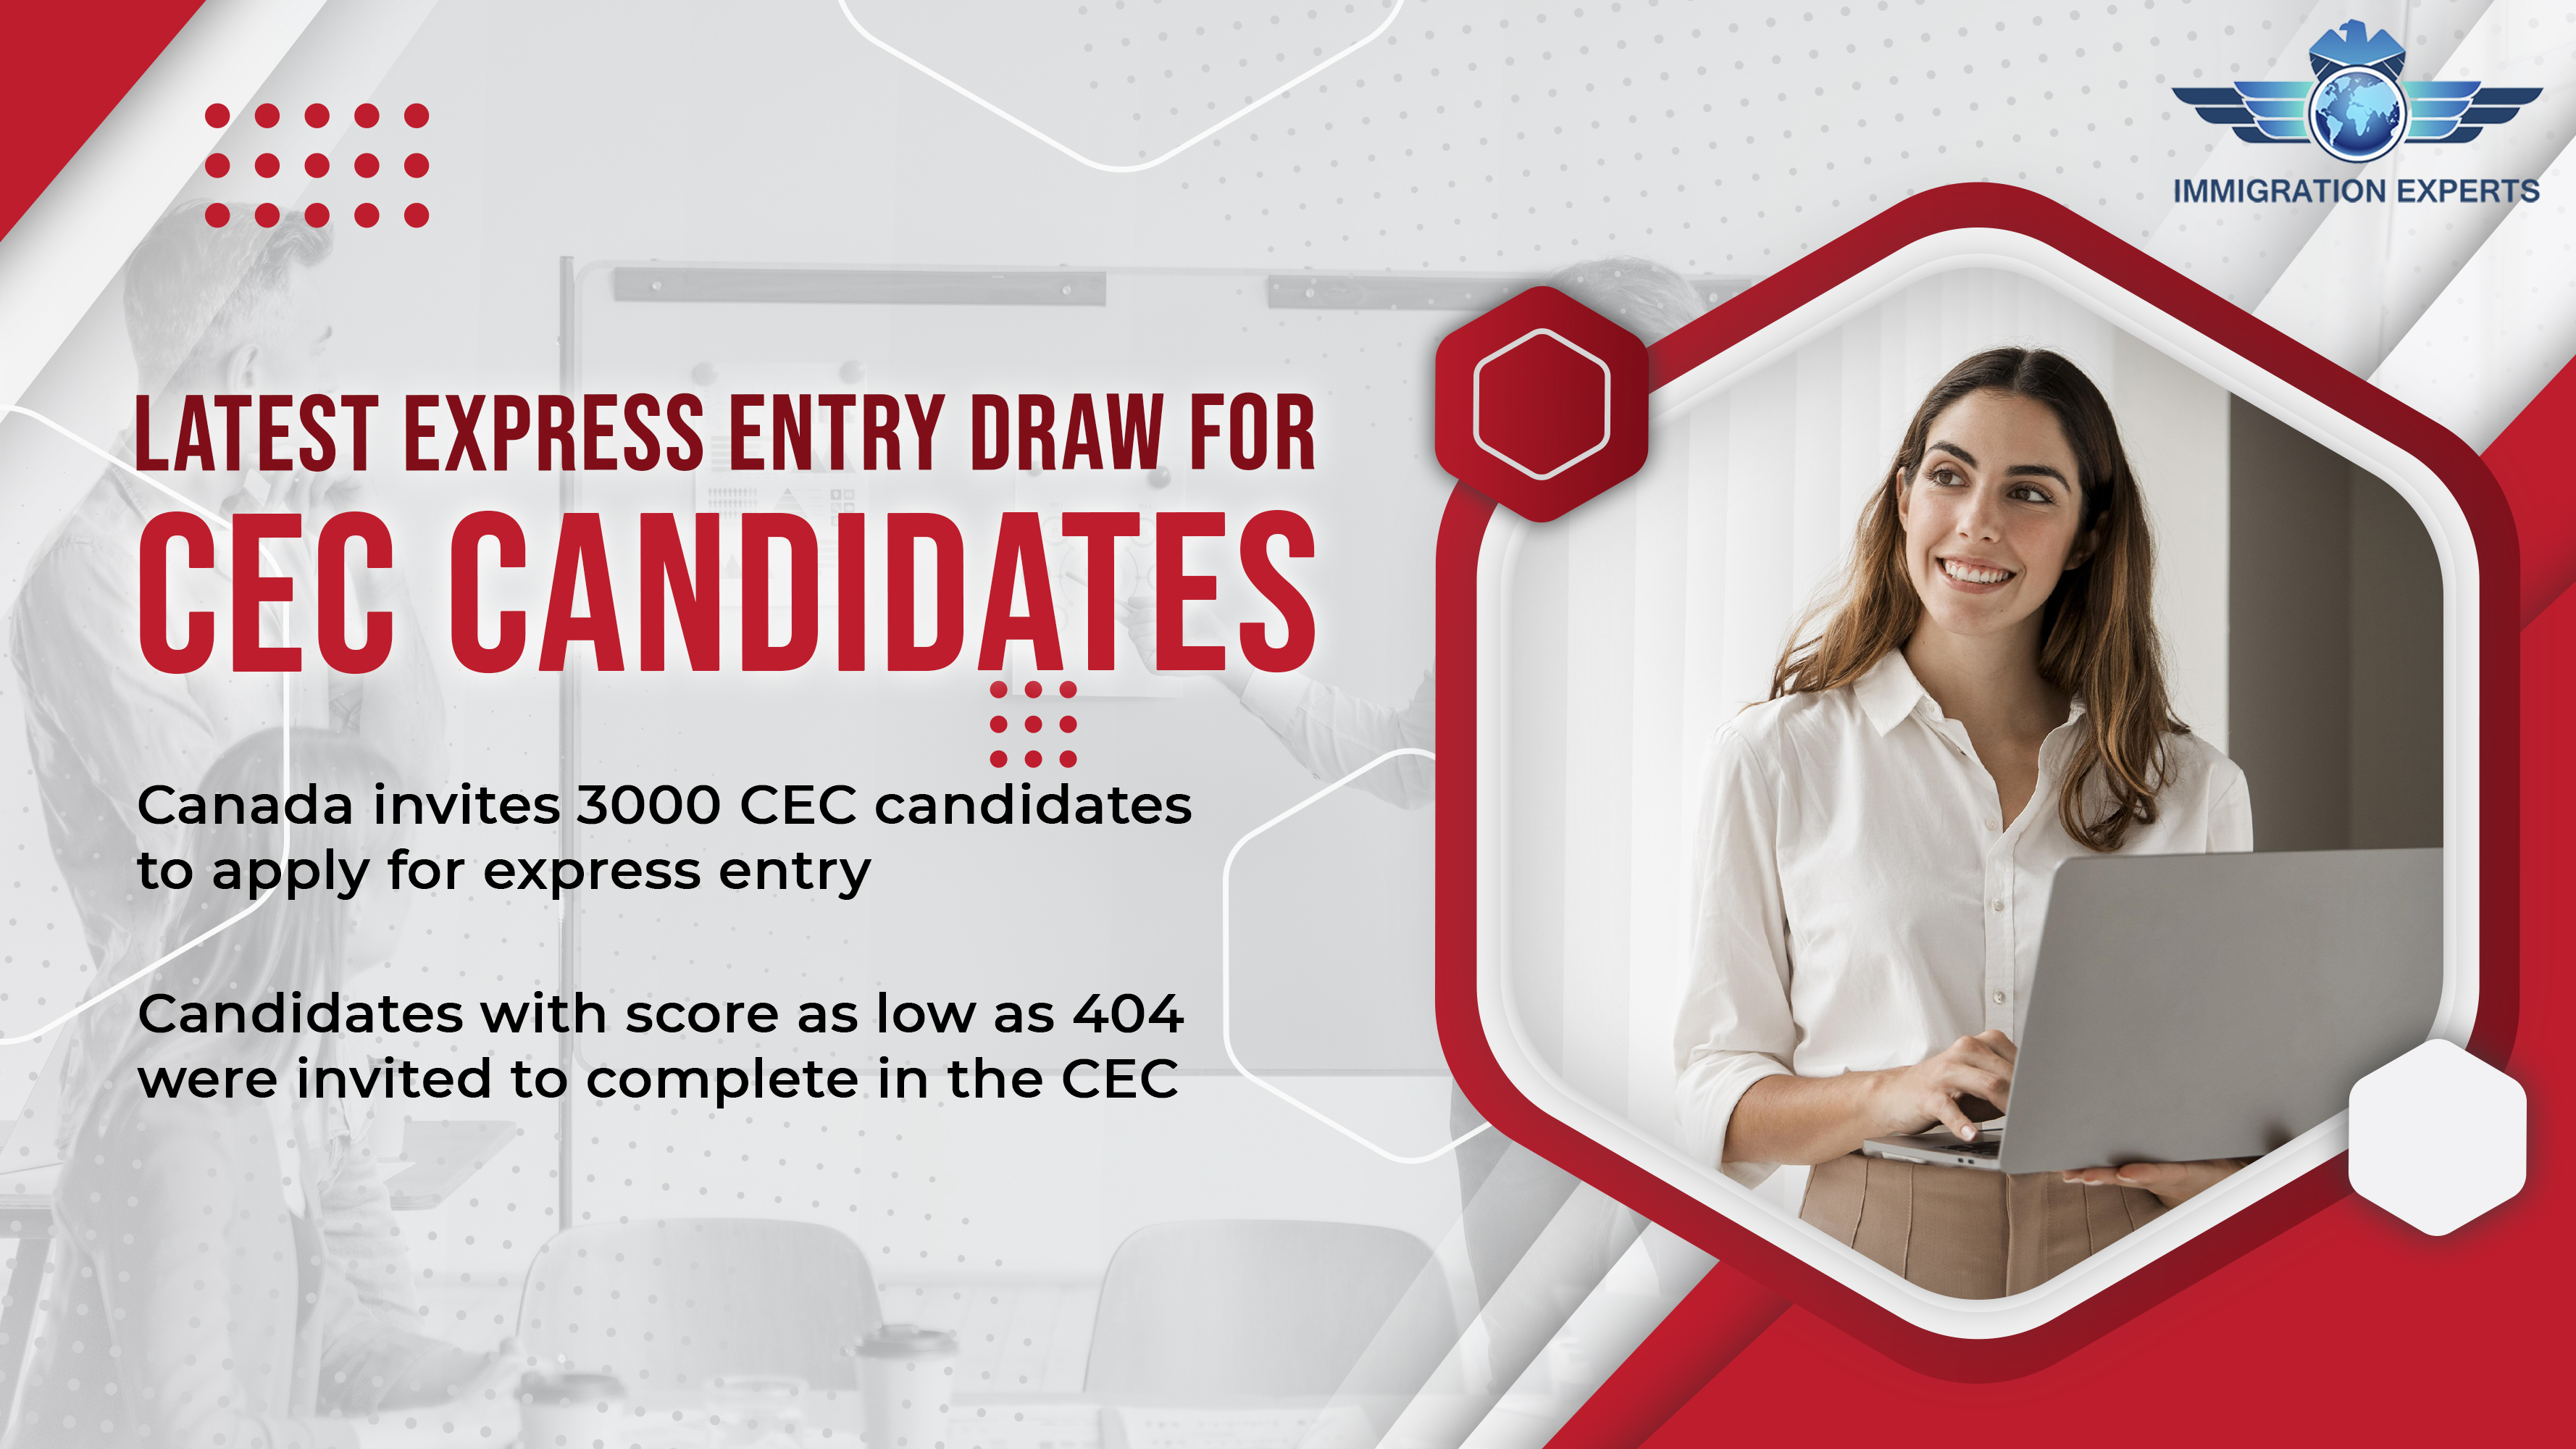 IMMIGRATION EXPERTS
LATEST EXPRESS ENTRY DRAW FOR
CEC CANDIDATES
Canada invites 3000 CEC candidates
to apply for express entry
Candidates with score as low as 404
were invited to complete in the CEC